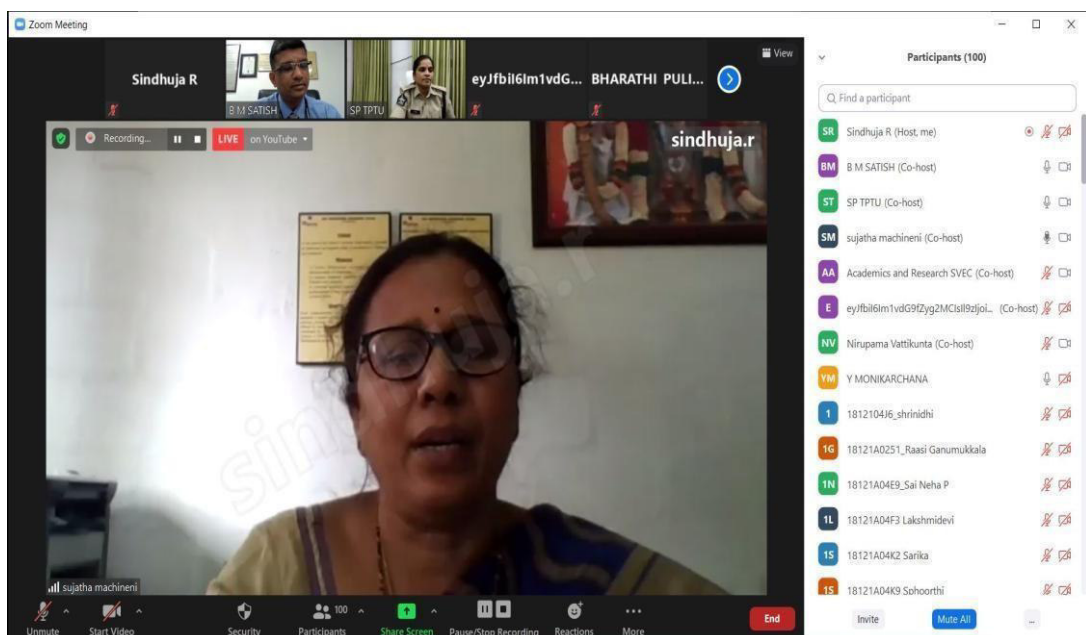 Zoom Meeting
View
Sindhuja R
B M SATISH
SP TPTU
eyJfbil6Im1vdG...
BHARATHI PULI...
Recording...
LIVE on YouTube
sindhuja.r
sindhuja.r
sujatha machineni
Unmute
Start Video
Security
100
Participants
Share Screen
Pause/Stop Recording
Reactions
More
End
Participants (100)
Find a participant
SR Sindhuja R (Host, me)
BM B M SATISH (Co-host)
ST SP TPTU (Co-host)
SM sujatha machineni (Co-host)
AA Academics and Research SVEC (Co-host)
E (Co-host)
NV Nirupama Vattikunta (Co-host)
YM Y MONIKARCHANA
1 1812104J6_shrinidhi
1G 18121A0251_Raasi Ganumukkala
1N 18121A04E9_Sai Neha P
1L 18121A04F3 Lakshmidevi
1S 18121A04K2 Sarika
1S 18121A04K9 Sphoorthi
Invite
Mute All
...